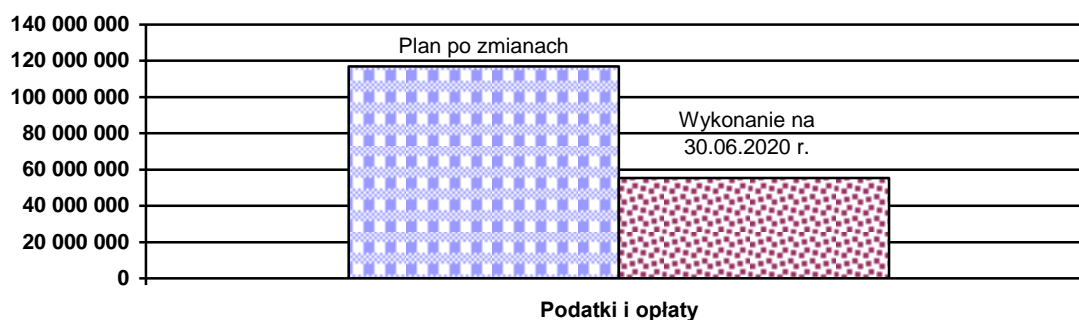 140 000 000
120 000 000
100 000 000
80 000 000
60 000 000
40 000 000
20 000 000
0
Plan po zmianach
Wykonanie na
30.06.2020 r.
Podatki i opłaty